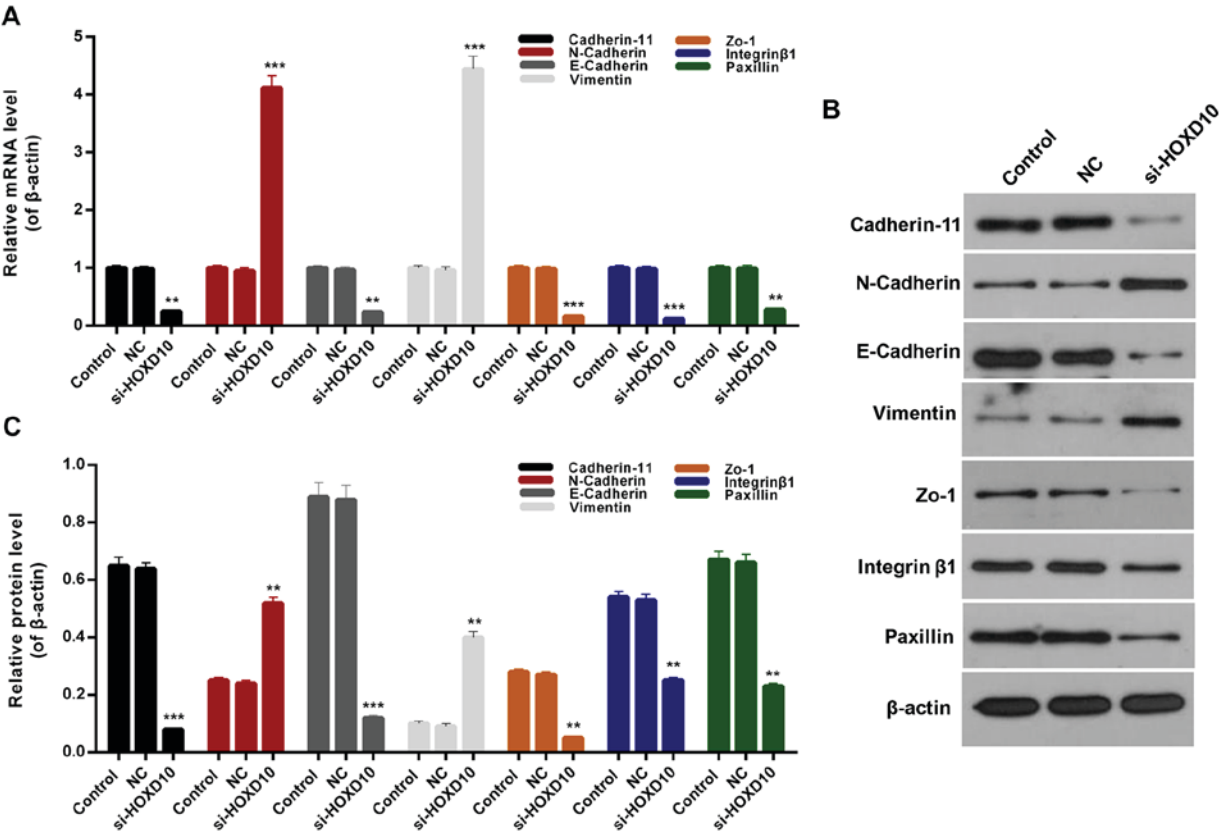 A
Relative mRNA level
(of β-actin)
5
4
3
2
1
0
Cadherin-11
N-Cadherin
E-Cadherin
Vimentin
Zo-1
Integrinβ1
Paxillin
***
***
**
**
***
***
**
Control NC si-HOXD10 Control NC si-HOXD10 Control NC si-HOXD10 Control NC si-HOXD10 Control NC si-HOXD10 Control NC si-HOXD10 Control NC si-HOXD10
B
Control NC si-HOXD10
Cadherin-11
N-Cadherin
E-Cadherin
Vimentin
Zo-1
Integrin β1
Paxillin
β-actin
C
Relative protein level
(of β-actin)
1.0
0.8
0.6
0.4
0.2
0.0
Cadherin-11
N-Cadherin
E-Cadherin
Vimentin
Zo-1
Integrinβ1
Paxillin
***
**
***
**
**
**
**
Control NC si-HOXD10 Control NC si-HOXD10 Control NC si-HOXD10 Control NC si-HOXD10 Control NC si-HOXD10 Control NC si-HOXD10 Control NC si-HOXD10